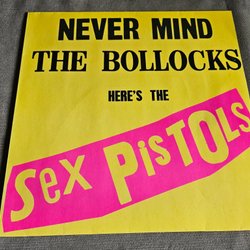 NEVER MIND
THE BOLLOCKS
HERE'S THE
Sex PiSTOLS